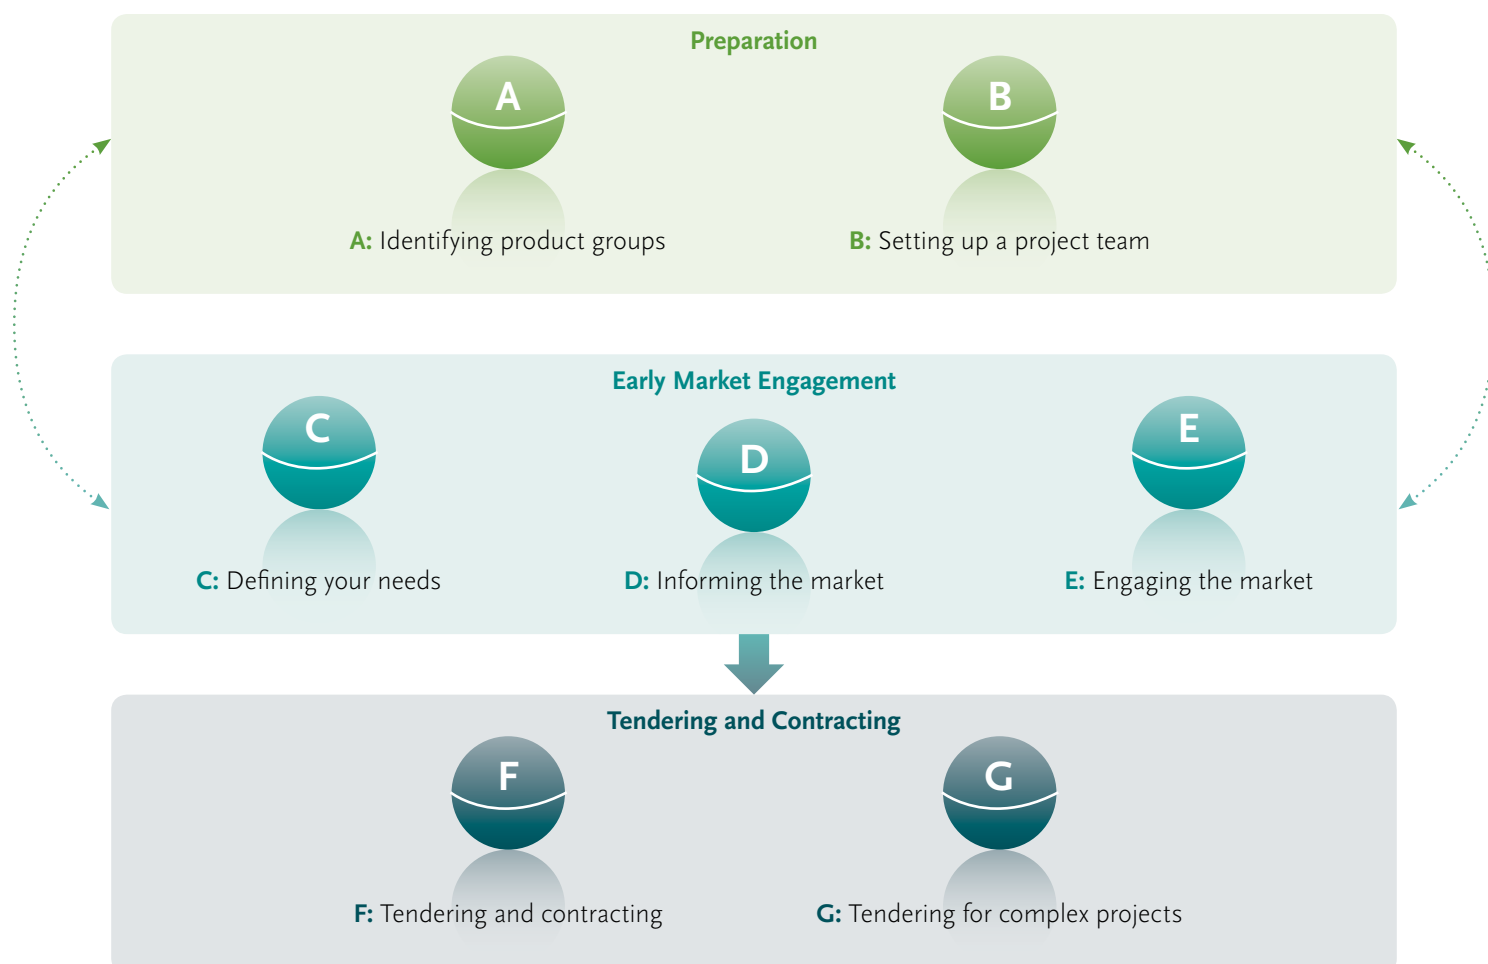 Preparation
A
B
A: Identifying product groups
B: Setting up a project team
Early Market Engagement
C
D
E
C: Defining your needs
D: Informing the market
E: Engaging the market
Tendering and Contracting
F
G
F: Tendering and contracting
G: Tendering for complex projects